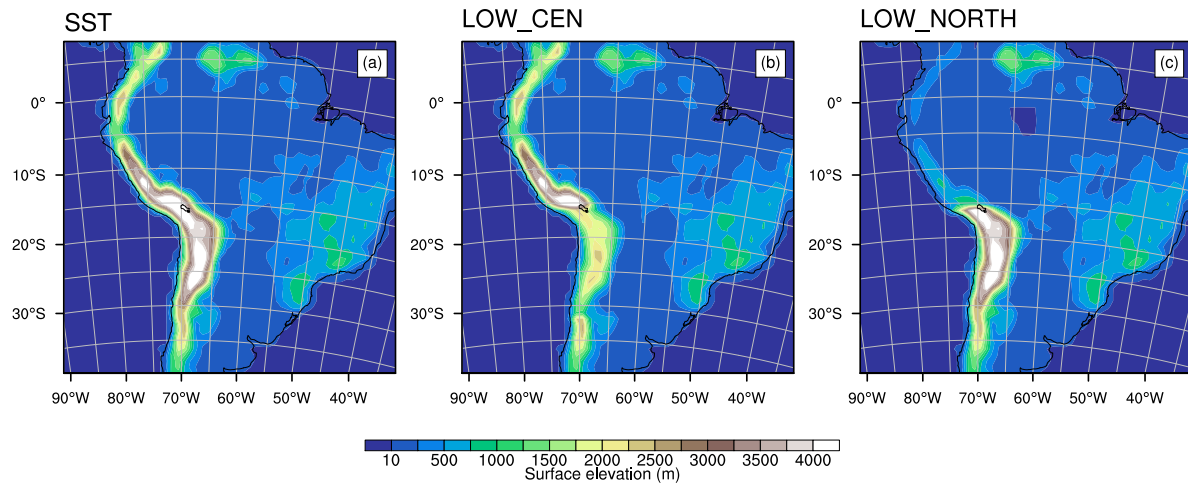 SST
LOW_CEN
LOW_NORTH
(a)
(b)
(c)
0°
10°S
20°S
30°S
0°
10°S
20°S
30°S
0°
10°S
20°S
30°S
90°W 80°W 70°W 60°W 50°W 40°W
90°W 80°W 70°W 60°W 50°W 40°W
90°W 80°W 70°W 60°W 50°W 40°W
10 500 1000 1500 2000 2500 3000 3500 4000
Surface elevation (m)